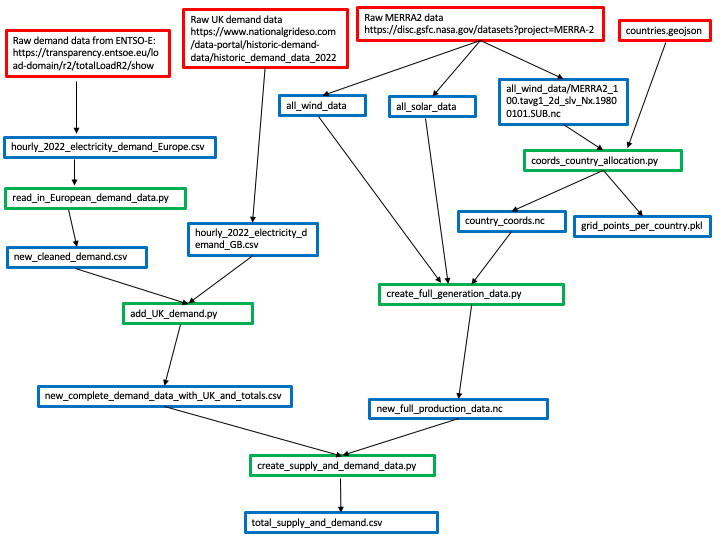 Raw demand data from ENTSO-E:
https://transparency.entsoe.eu/lo
ad-domain/r2/totalLoadR2/show
Raw UK demand data
https://www.nationalgrideso.com
/data-portal/historic-demand-
data/historic_demand_data_2022
Raw MERRA2 data
https://disc.gsfc.nasa.gov/datasets?project=MERRA-2
countries.geojson
all_wind_data
all_solar_data
all_wind_data/MERRA2_1
00.tavg1_2d_slv_Nx.1980
0101.SUB.nc
hourly_2022_electricity_demand_Europe.csv
coords_country_allocation.py
read_in_European_demand_data.py
hourly_2022_electricity_d
emand_GB.csv
country_coords.nc
grid_points_per_country.pkl
new_cleaned_demand.csv
create_full_generation_data.py
add_UK_demand.py
new_complete_demand_data_with_UK_and_totals.csv
new_full_production_data.nc
create_supply_and_demand_data.py
total_supply_and_demand.csv